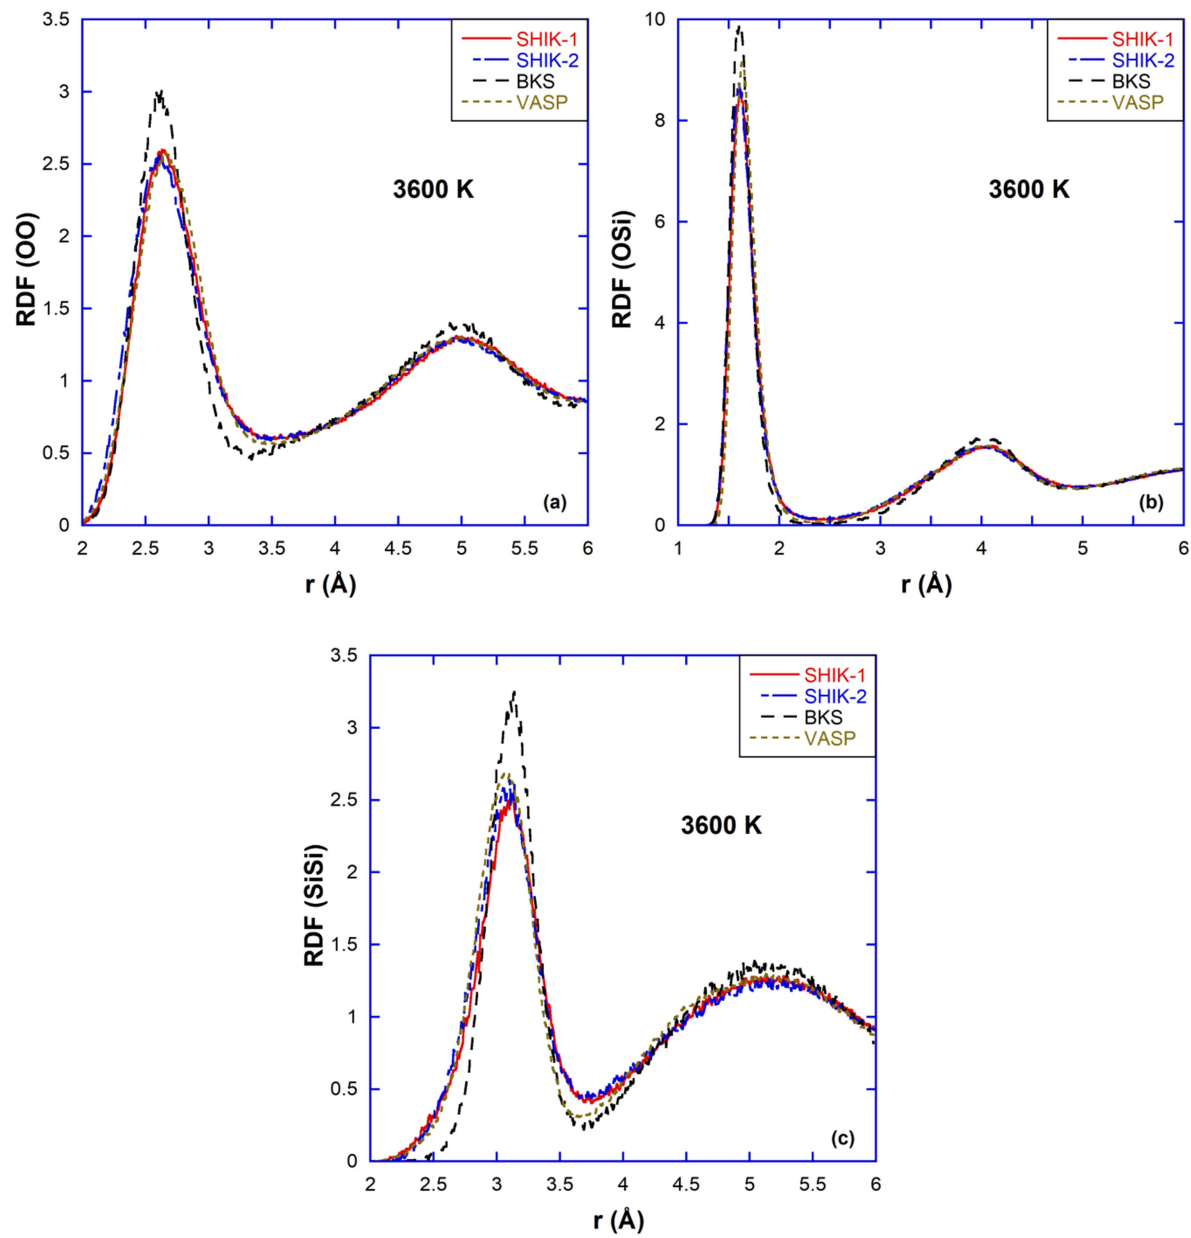 3.5
3
2.5
2
1.5
1
0.5
0
RDF (OO)
SHIK-1
SHIK-2
BKS
VASP
3600 K
(a)
2 2.5 3 3.5 4 4.5 5 5.5 6
r (Å)
10
8
6
4
2
0
RDF (OSi)
SHIK-1
SHIK-2
BKS
VASP
3600 K
(b)
1 2 3 4 5 6
r (Å)
3.5
3
2.5
2
1.5
1
0.5
0
RDF (SiSi)
SHIK-1
SHIK-2
BKS
VASP
3600 K
(c)
2 2.5 3 3.5 4 4.5 5 5.5 6
r (Å)